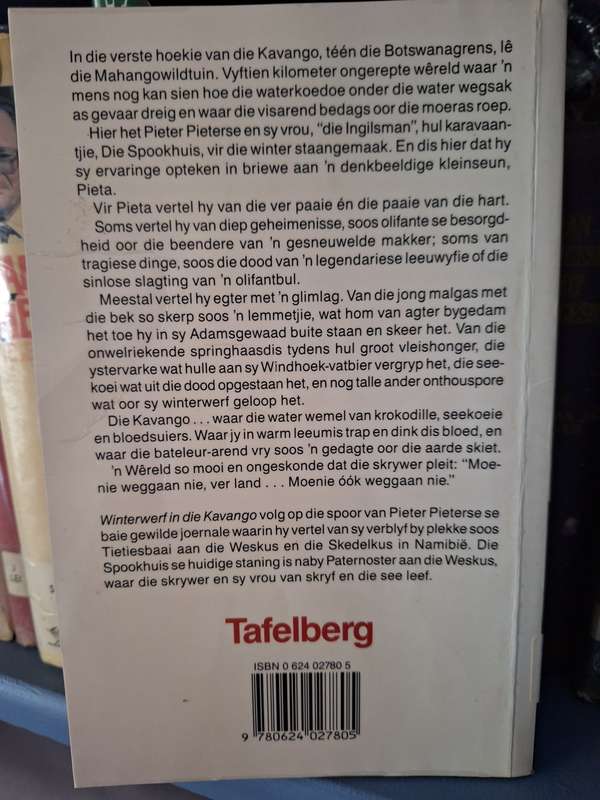 In die verste hoekie van die Kavango, téén die Botswanagrens, lê
die Mahangowildtuin. Vyftien kilometer ongerepte wêreld waar 'n
mens nog kan sien hoe die waterkoedoe onder die water wegsak
as gevaar dreig en waar die visarend bedags oor die moeras roep.
Hier het Pieter Pieterse en sy vrou, "die Ingilsman", hul karavaan-
tjie, Die Spookhuis, vir die winter staangemaak. En dis hier dat hy
sy ervaringe opteken in briewe aan 'n denkbeeldige kleinseun,
Pieta.
Vir Pieta vertel hy van die ver paaie én die paaie van die hart.
Soms vertel hy van diep geheimenisse, soos olifante se besorgd-
heid oor die beendere van 'n gesneuwelde makker; soms van
tragiese dinge, soos die dood van 'n legendariese leeuwyfie of die
sinlose slagting van 'n olifantbul.
Meestal vertel hy egter met 'n glimlag. Van die jong malgas met
die bek so skerp soos 'n lemmetjie, wat hom van agter bygedam
het toe hy in sy Adamsgewaad buite staan en skeer het. Van die
onwelriekende springhaasdis tydens hul groot vleishonger, die
ystervarke wat hulle aan sy Windhoek-vatbier vergryp het, die see-
koei wat uit die dood opgestaan het, en nog talle ander onthouspore
wat oor sy winterwerf geloop het.
Die Kavango . . . waar die water wemel van krokodille, seekoeie
en bloedsuiers. Waar jy in warm leeumis trap en dink dis bloed, en
waar die bateleur-arend vry soos 'n gedagte oor die aarde skiet.
'n Wêreld so mooi en ongeskonde dat die skrywer pleit: "Moe-
nie weggaan nie, ver land . . . Moenie óók weggaan nie."
Winterwerf in die Kavango volg op die spoor van Pieter Pieterse se
baie gewilde joernale waarin hy vertel van sy verblyf by plekke soos
Tietiesbaai aan die Weskus en die Skedelkus in Namibië. Die
Spookhuis se huidige staning is naby Paternoster aan die Weskus,
waar die skrywer en sy vrou van skryf en die see leef.
Tafelberg
ISBN 0 624 02780 5
9 780624 027805